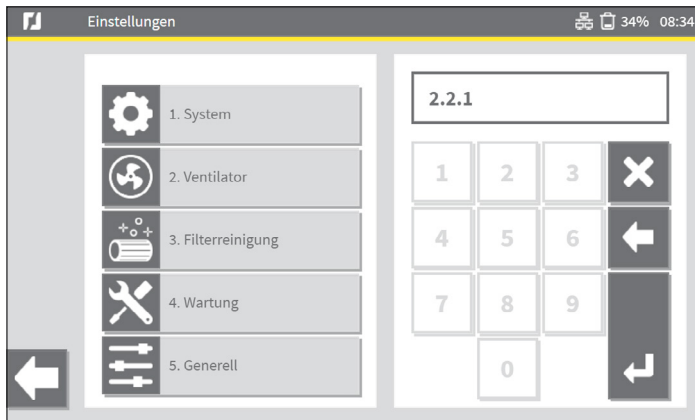 Einstellungen 34% 08:34
1. System
2. Ventilator
3. Filterreinigung
4. Wartung
5. Generell
2.2.1
1 2 3
4 5 6
7 8 9
0